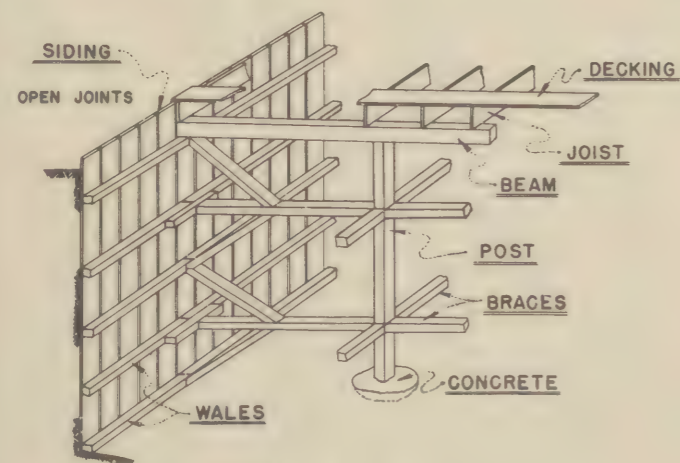 SIDING
OPEN JOINTS
DECKING
JOIST
BEAM
POST
BRACES
CONCRETE
WALES